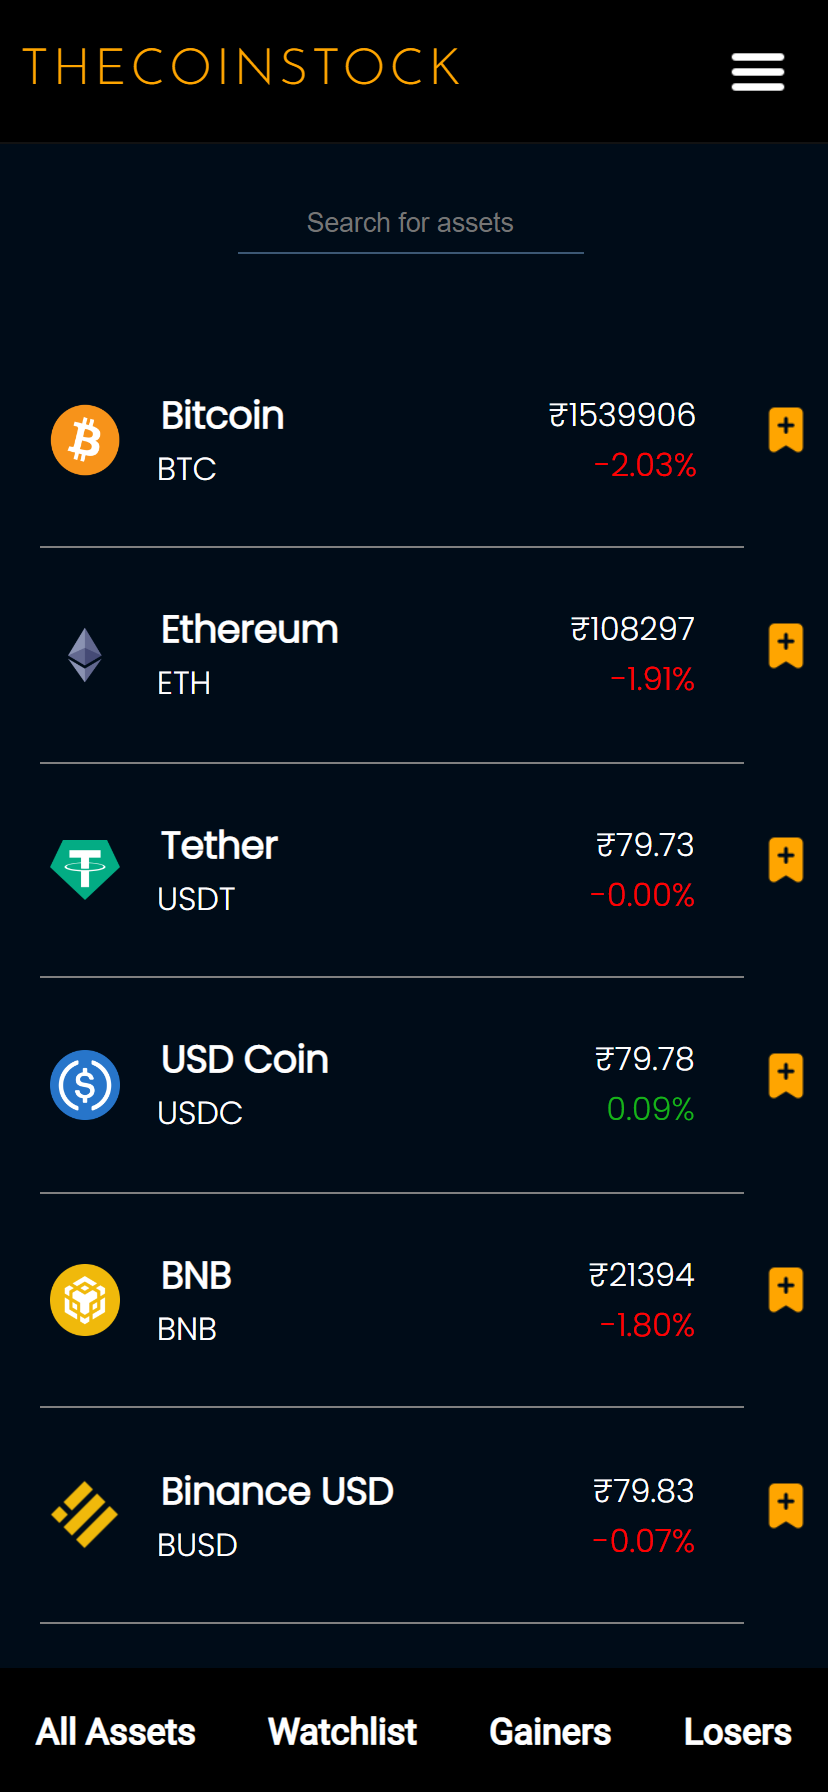 THECOINSTOCK
Search for assets
Bitcoin ₹1539906
BTC -2.03%
Ethereum ₹108297
ETH -1.91%
Tether ₹79.73
USDT -0.00%
USD Coin ₹79.78
USDC 0.09%
BNB ₹21394
BNB -1.80%
Binance USD ₹79.83
BUSD -0.07%
All Assets Watchlist Gainers Losers